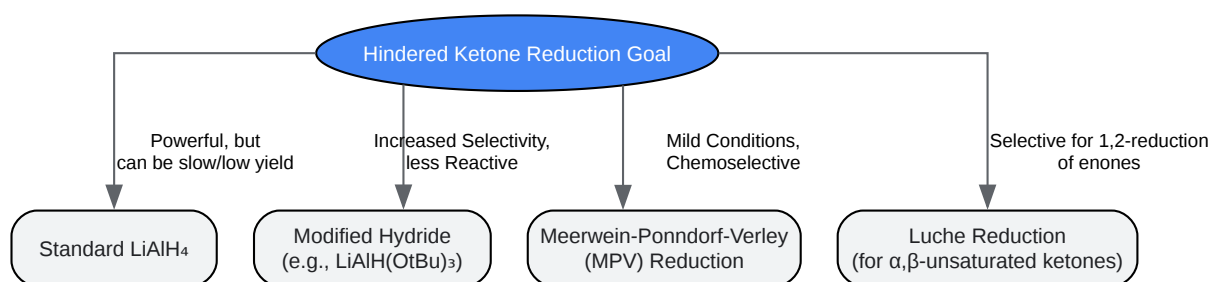 Hindered Ketone Reduction Goal
Powerful, but
can be slow/low yield
Increased Selectivity,
less Reactive
Mild Conditions,
Chemoselective
Selective for 1,2-reduction
of enones
Standard LiAlH₄
Modified Hydride
(e.g., LiAlH(OtBu)₃)
Meerwein-Ponndorf-Verley
(MPV) Reduction
Luche Reduction
(for α,β-unsaturated ketones)